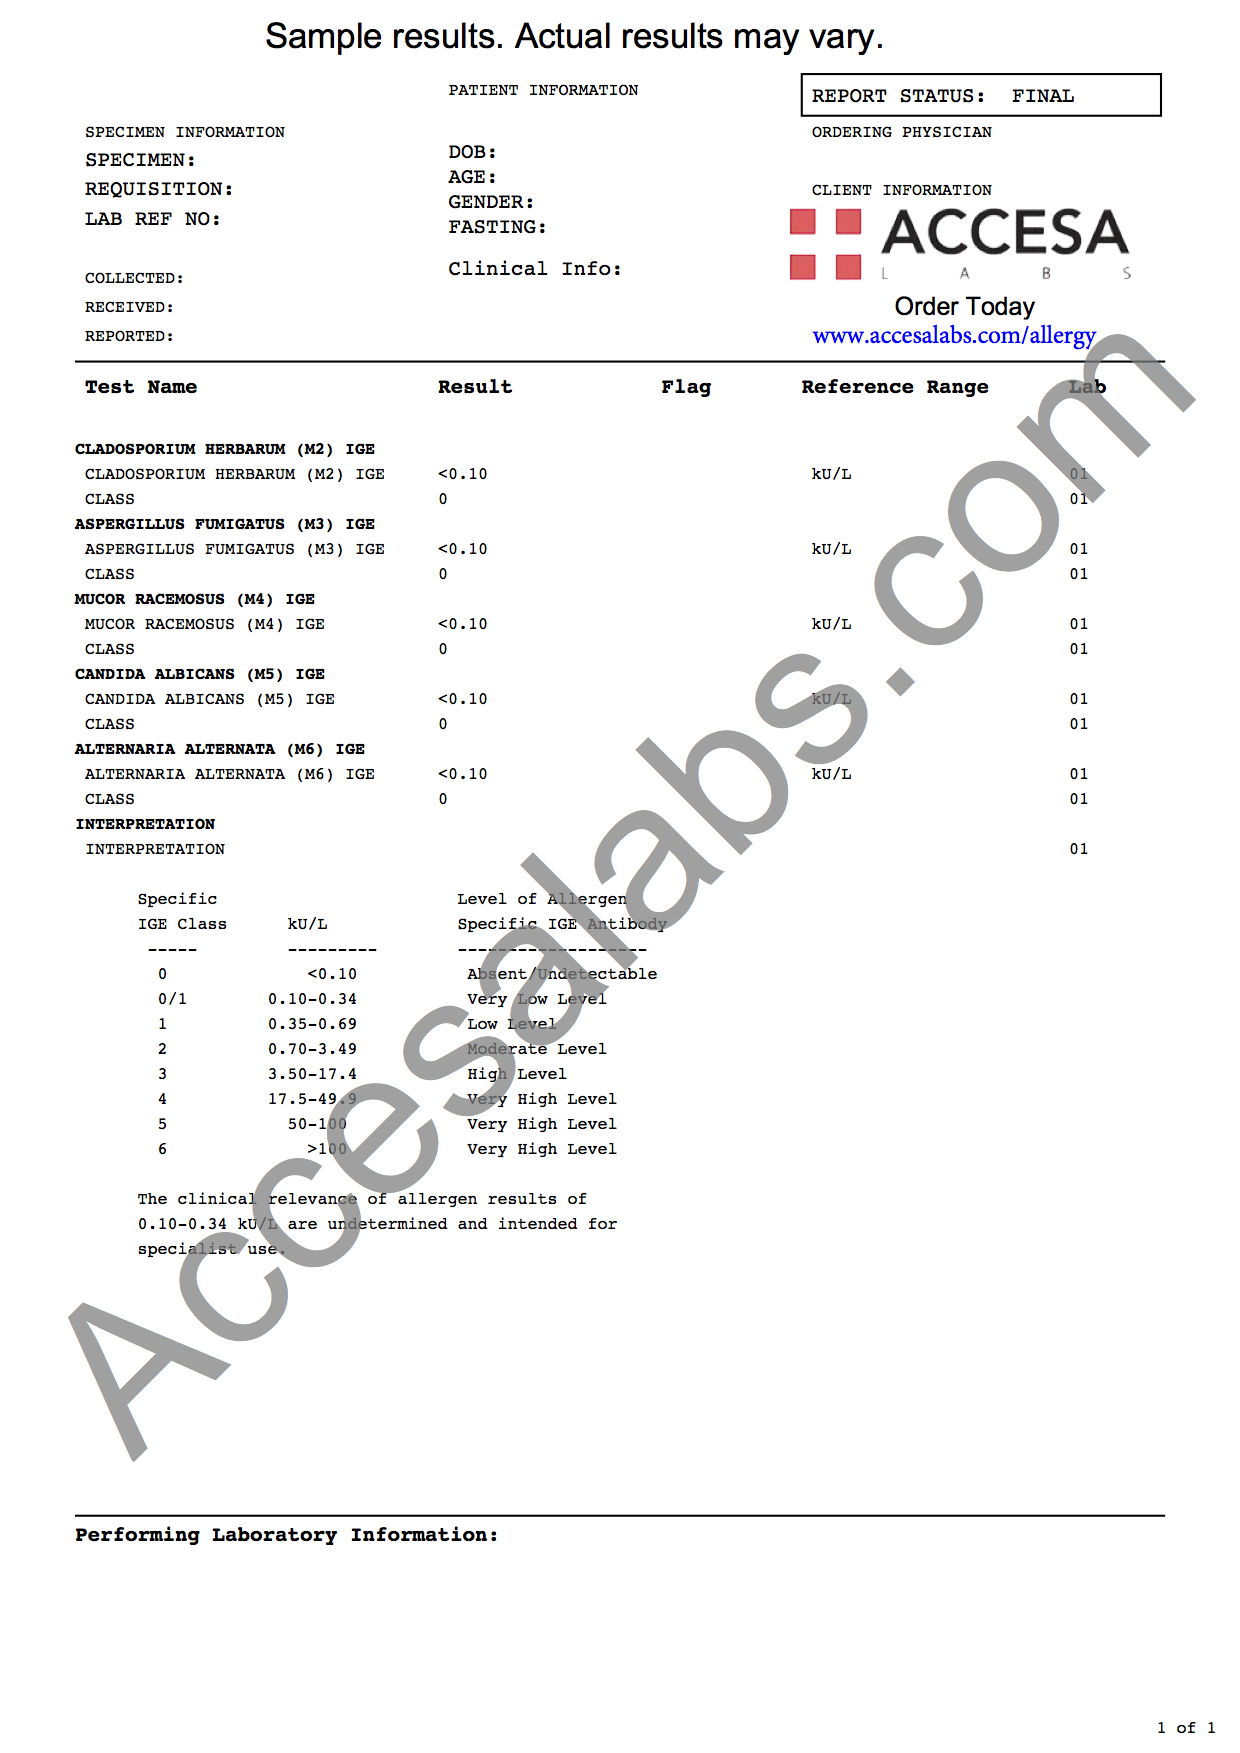 Sample results. Actual results may vary.
PATIENT INFORMATION
REPORT STATUS: FINAL
SPECIMEN INFORMATION
ORDERING PHYSICIAN
SPECIMEN:
DOB:
REQUISITION:
AGE:
CLIENT INFORMATION
GENDER:
LAB REF NO:
FASTING:
ACCESA
LABS
Clinical Info:
COLLECTED:
RECEIVED:
Order Today
REPORTED:
www.accesalabs.com/allergy
Test Name Result Flag Reference Range Lab
CLADOSPORIUM HERBARUM (M2) IGE
CLADOSPORIUM HERBARUM (M2) IGE <0.10 kU/L 01
CLASS 0 01
ASPERGILLUS FUMIGATUS (M3) IGE
ASPERGILLUS FUMIGATUS (M3) IGE <0.10 kU/L 01
CLASS 0 01
MUCOR RACEMOSUS (M4) IGE
MUCOR RACEMOSUS (M4) IGE <0.10 kU/L 01
CLASS 0 01
CANDIDA ALBICANS (M5) IGE
CANDIDA ALBICANS (M5) IGE <0.10 kU/L 01
CLASS 0 01
ALTERNARIA ALTERNATA (M6) IGE
ALTERNARIA ALTERNATA (M6) IGE <0.10 kU/L 01
CLASS 0 01
INTERPRETATION
INTERPRETATION 01
Specific Level of Allergen
IGE Class kU/L Specific IGE Antibody
----- --------- -------------------
0 <0.10 Absent/Undetectable
0/1 0.10-0.34 Very Low Level
1 0.35-0.69 Low Level
2 0.70-3.49 Moderate Level
3 3.50-17.4 High Level
4 17.5-49.9 Very High Level
5 50-100 Very High Level
6 >100 Very High Level
The clinical relevance of allergen results of
0.10-0.34 kU/L are undetermined and intended for
specialist use.
Accesalabs.com
Performing Laboratory Information:
1 of 1